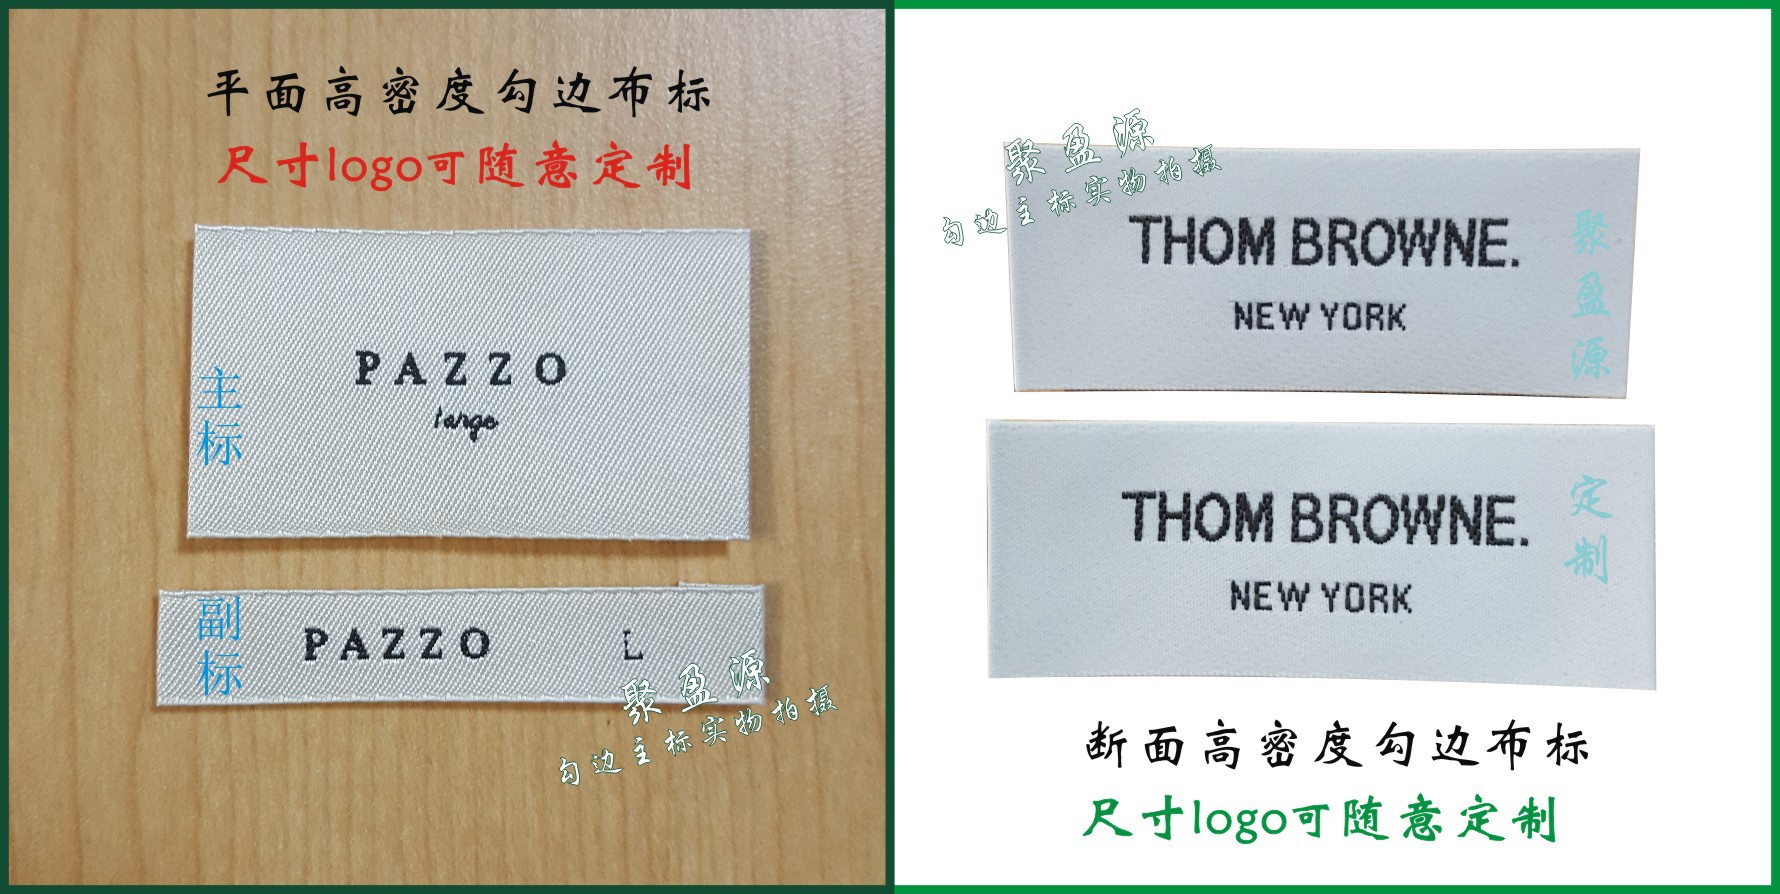 平面高密度勾边布标
尺寸logo可随意定制
PAZZO
large
主标
PAZZO L
副标
聚盈源
勾边主标实物拍摄
聚盈源
勾边主标实物拍摄
THOM BROWNE.
NEW YORK
聚盈源
THOM BROWNE.
NEW YORK
定制
断面高密度勾边布标
尺寸logo可随意定制